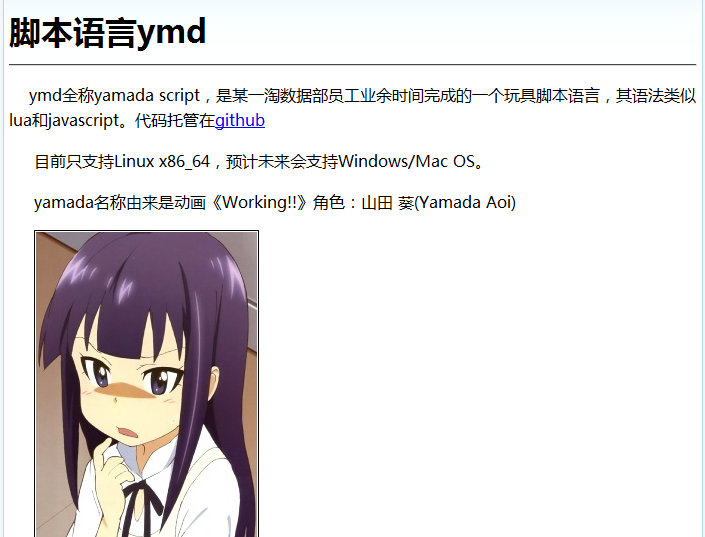 脚本语言ymd
ymd全称yamada script，是某一淘数据部员工业余时间完成的一个玩具脚本语言，其语法类似
lua和javascript。代码托管在github
目前只支持Linux x86_64，预计未来会支持Windows/Mac OS。
yamada名称由来是动画《Working!!》角色：山田 葵(Yamada Aoi)